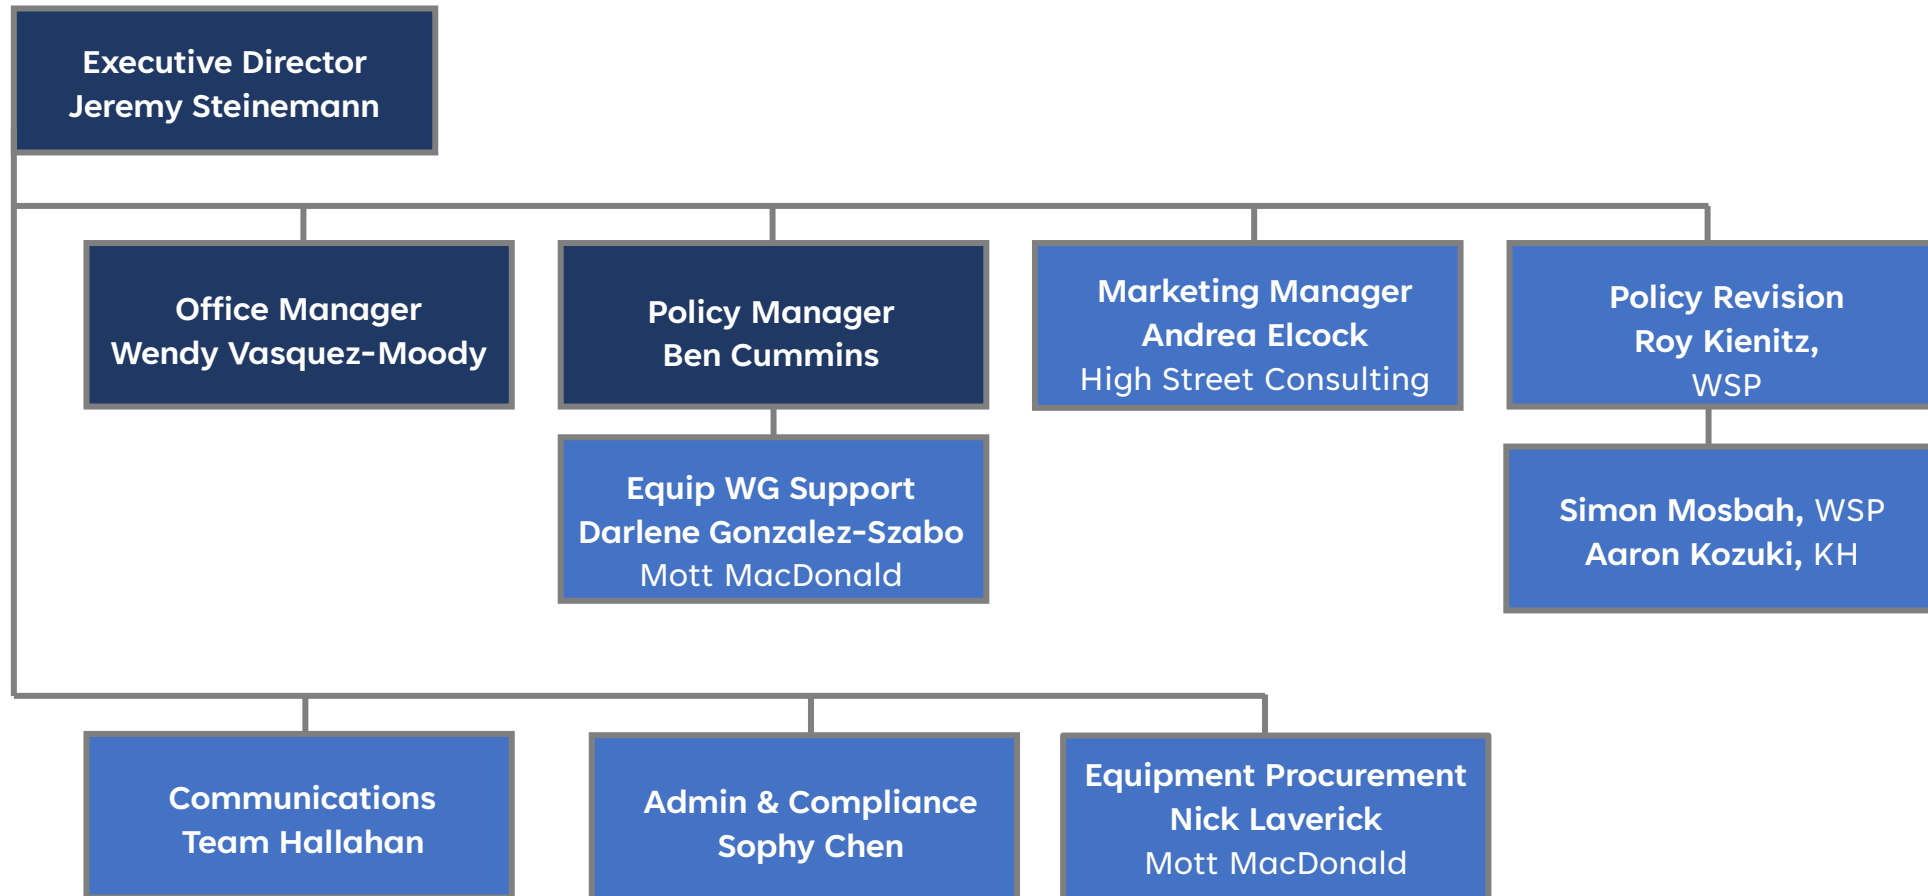 Executive Director
Jeremy Steinemann
Office Manager
Wendy Vasquez-Moody
Policy Manager
Ben Cummins
Marketing Manager
Andrea Elcock
High Street Consulting
Policy Revision
Roy Kienitz,
WSP
Equip WG Support
Darlene Gonzalez-Szabo
Mott MacDonald
Simon Mosbah, WSP
Aaron Kozuki, KH
Communications
Team Hallahan
Admin & Compliance
Sophy Chen
Equipment Procurement
Nick Laverick
Mott MacDonald